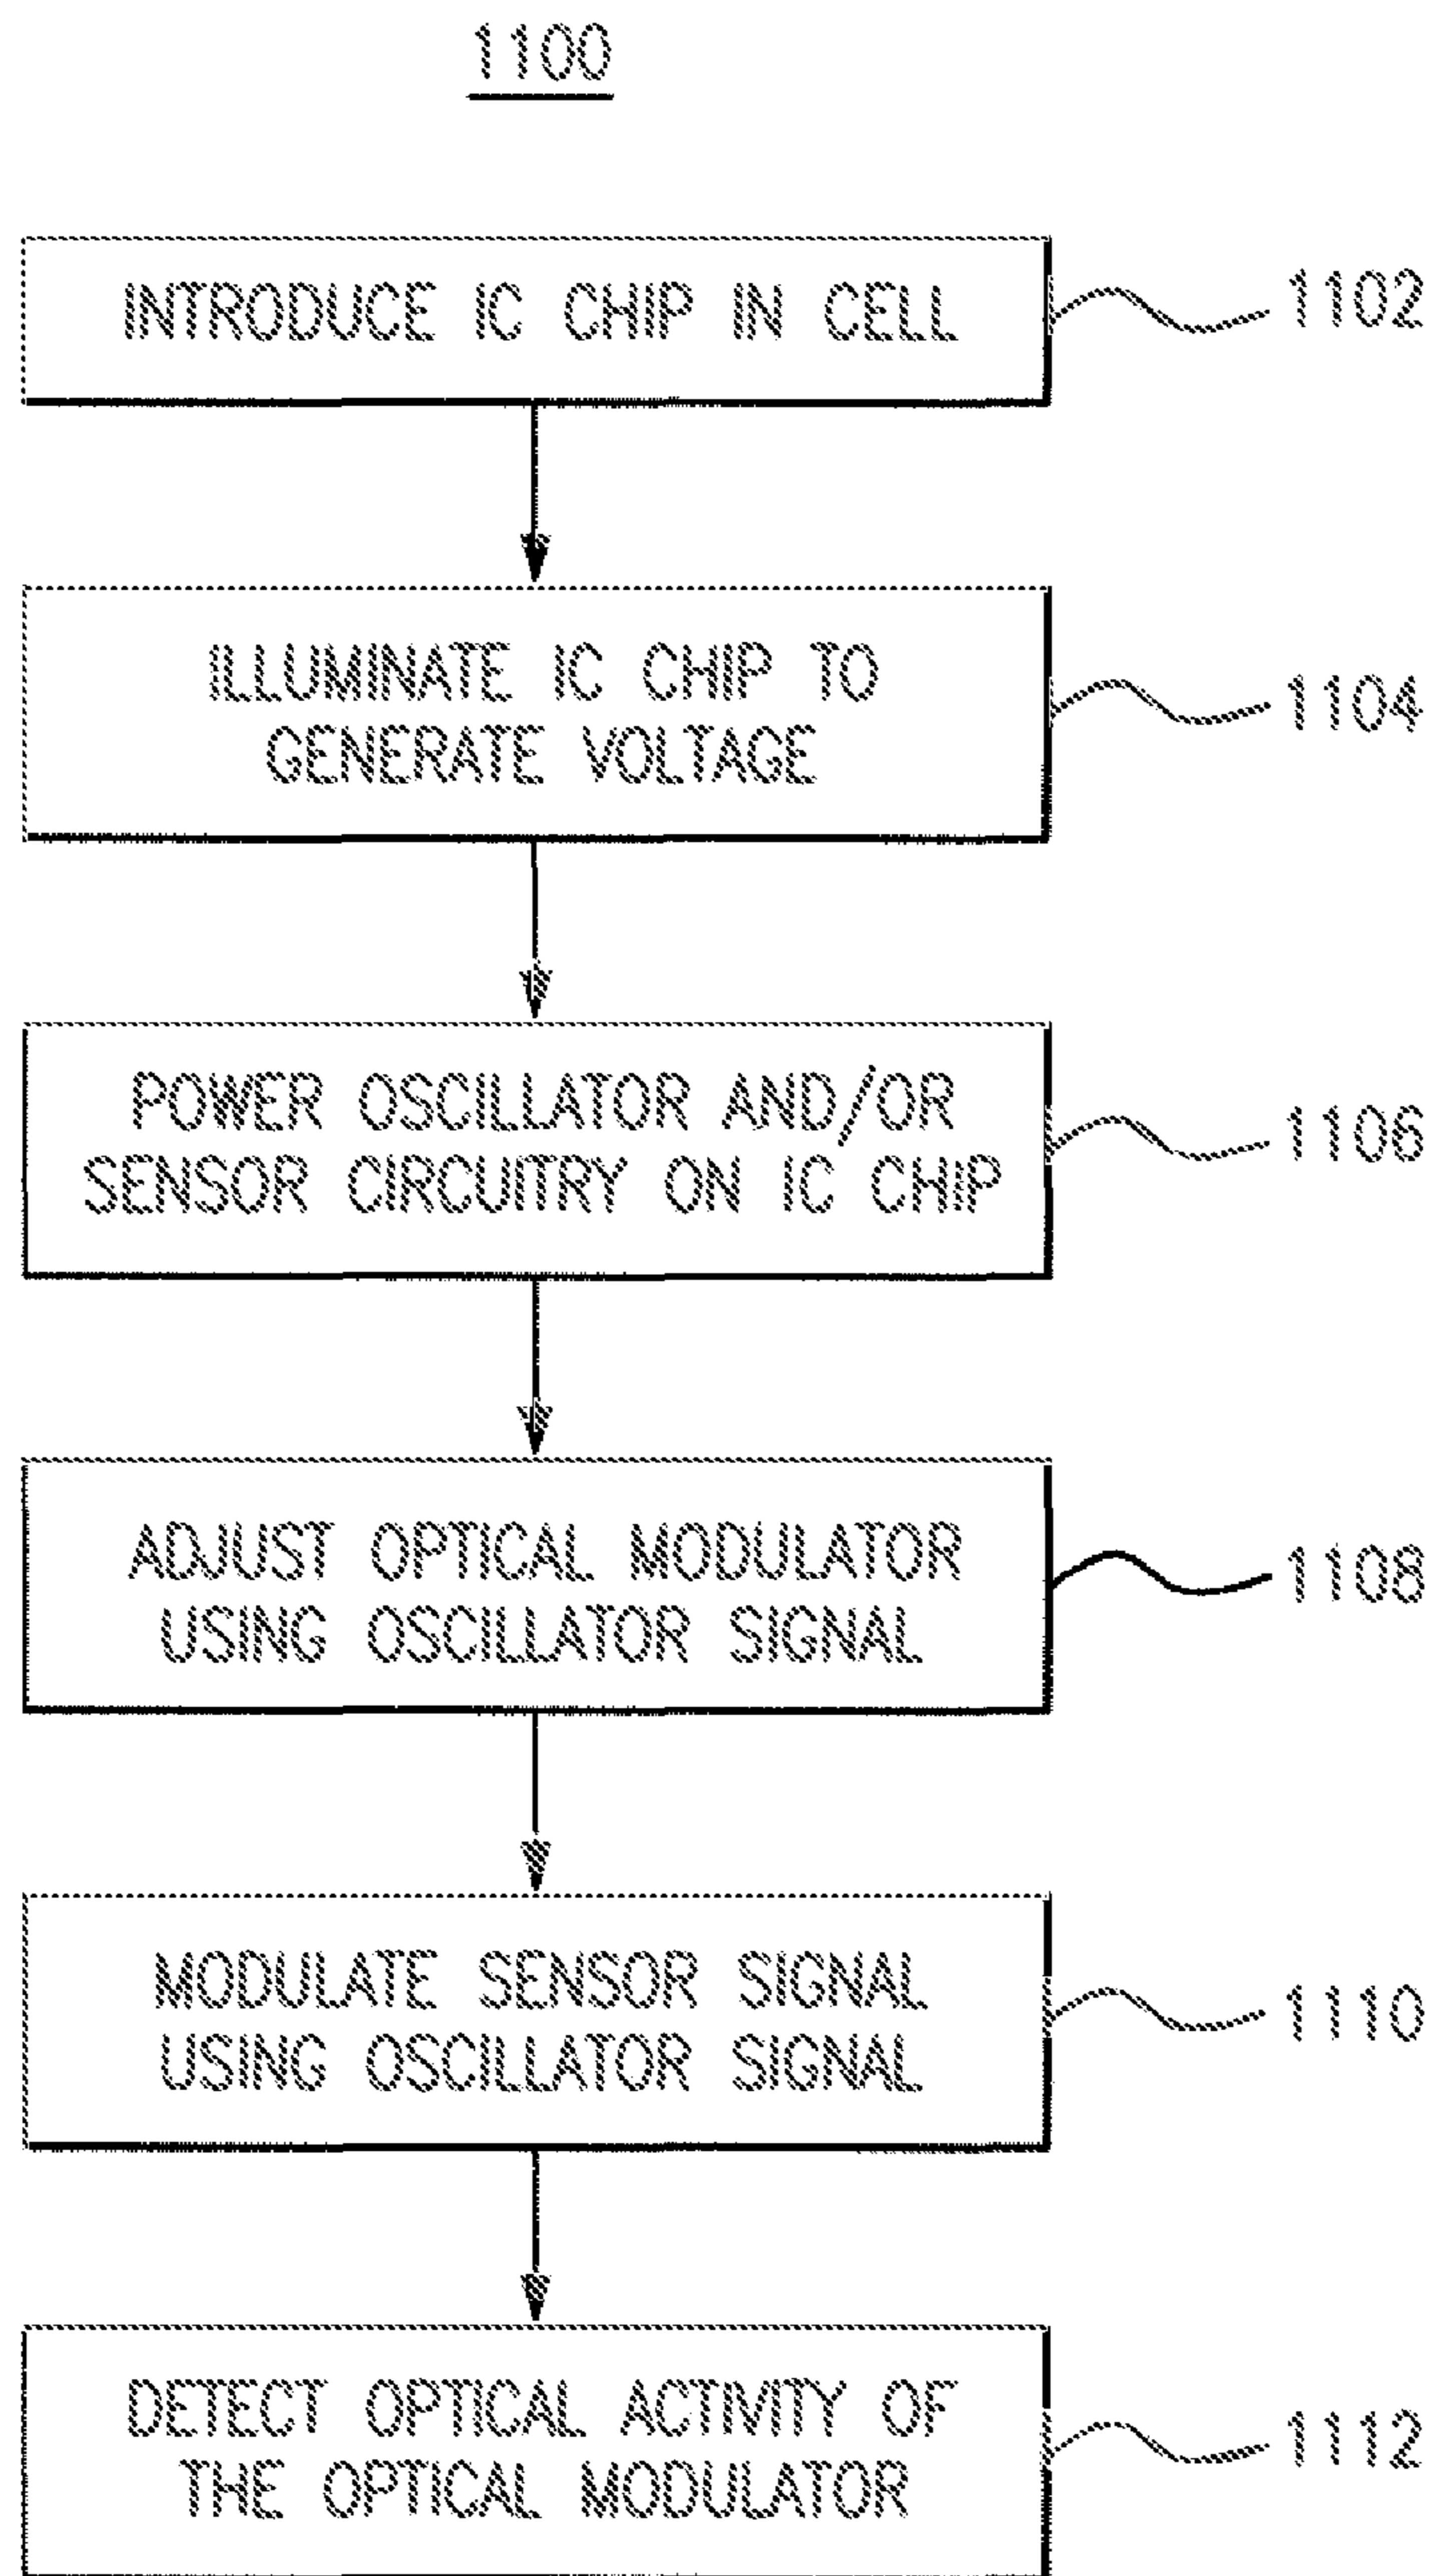 1100
INTRODUCE IC CHIP IN CELL
1102
ILLUMINATE IC CHIP TO
GENERATE VOLTAGE
1104
POWER OSCILLATOR AND/OR
SENSOR CIRCUITRY ON IC CHIP
1106
ADJUST OPTICAL MODULATOR
USING OSCILLATOR SIGNAL
1108
MODULATE SENSOR SIGNAL
USING OSCILLATOR SIGNAL
1110
DETECT OPTICAL ACTIVITY OF
THE OPTICAL MODULATOR
1112